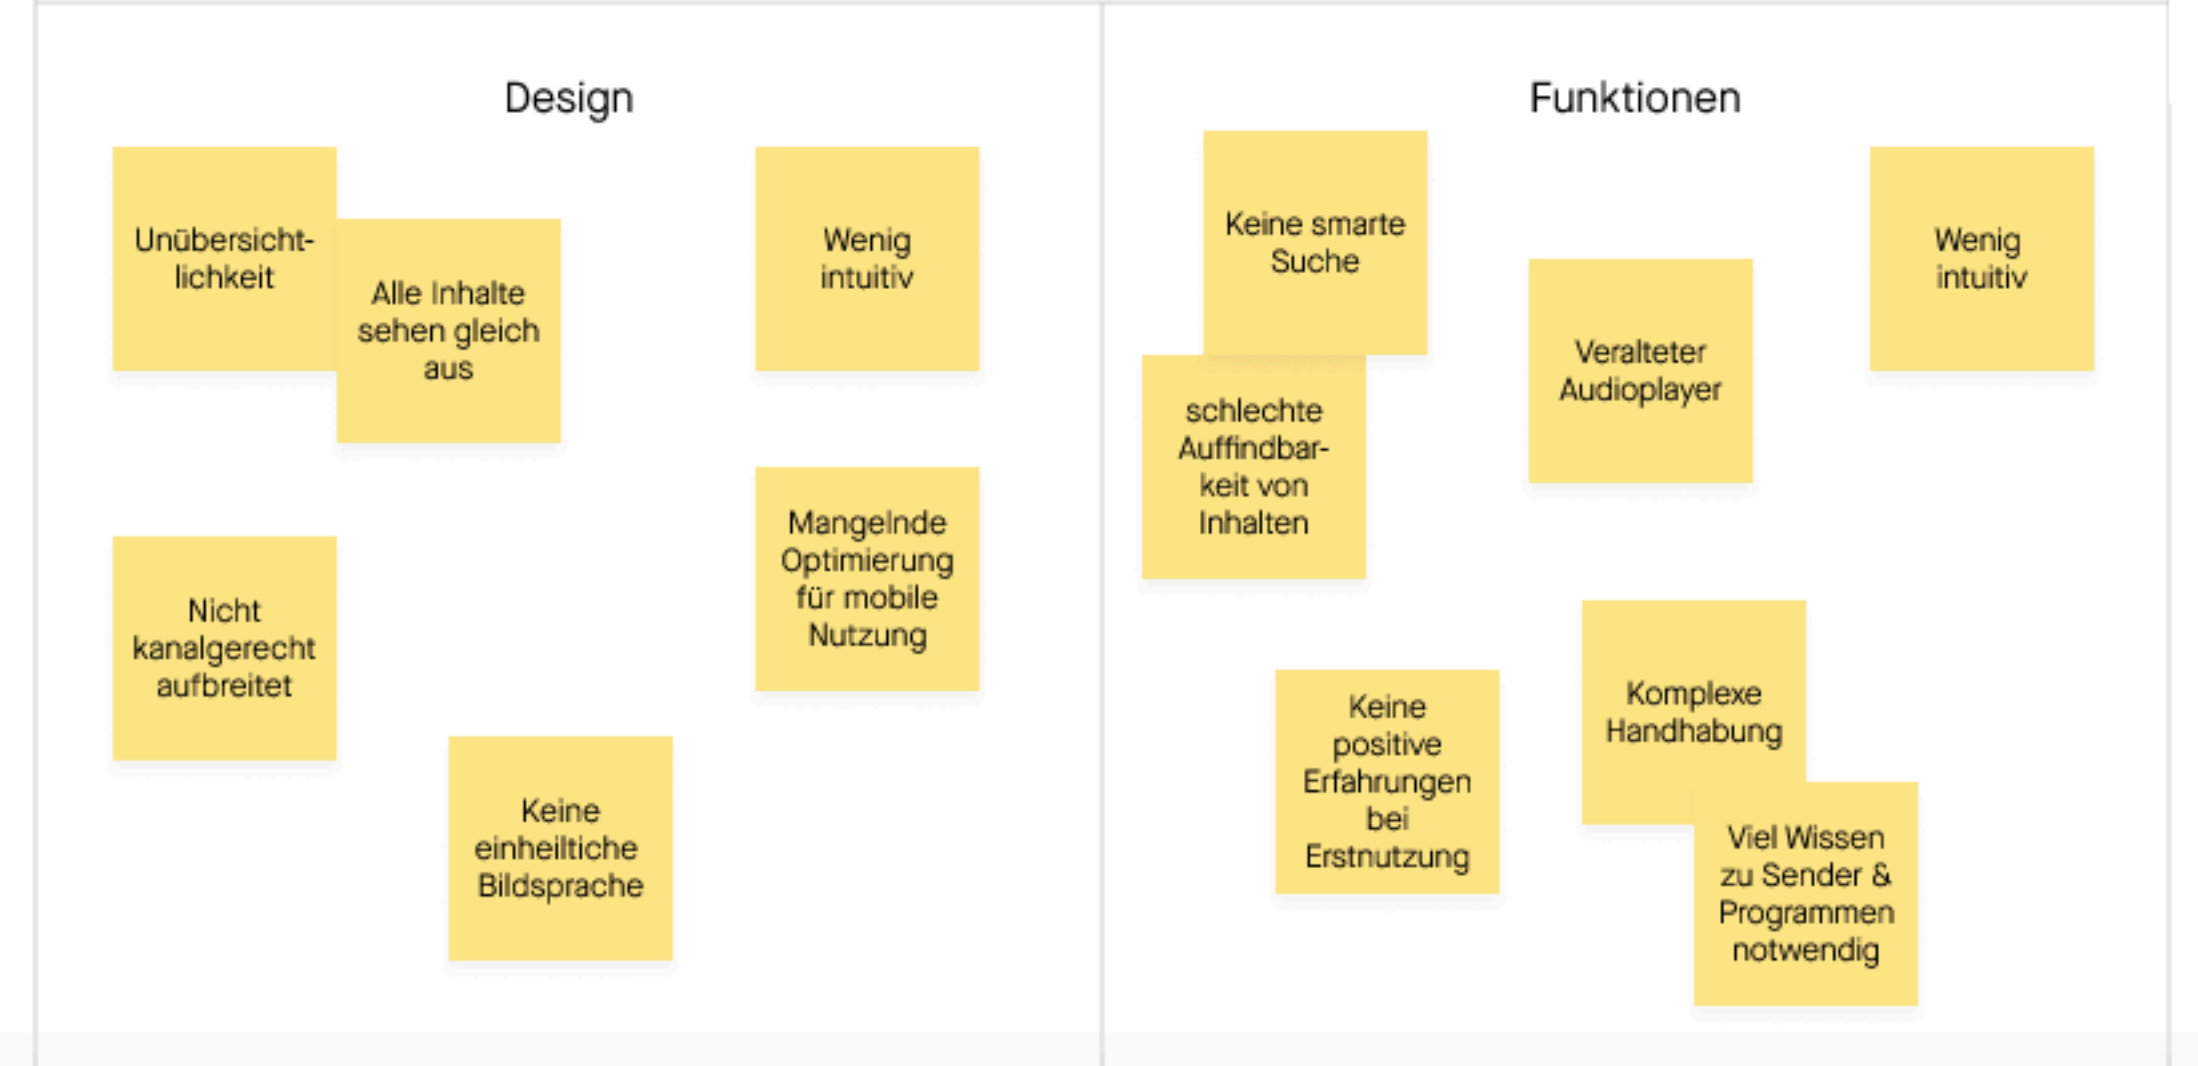 Design
Unübersicht-
lichkeit
Alle Inhalte
sehen gleich
aus
Wenig
intuitiv
Mangelnde
Optimierung
für mobile
Nutzung
Nicht
kanalgerecht
aufbreitet
Keine
einheiltiche
Bildsprache
Funktionen
Keine smarte
Suche
schlechte
Auffindbar-
keit von
Inhalten
Veralteter
Audioplayer
Wenig
intuitiv
Keine
positive
Erfahrungen
bei
Erstnutzung
Komplexe
Handhabung
Viel Wissen
zu Sender &
Programmen
notwendig